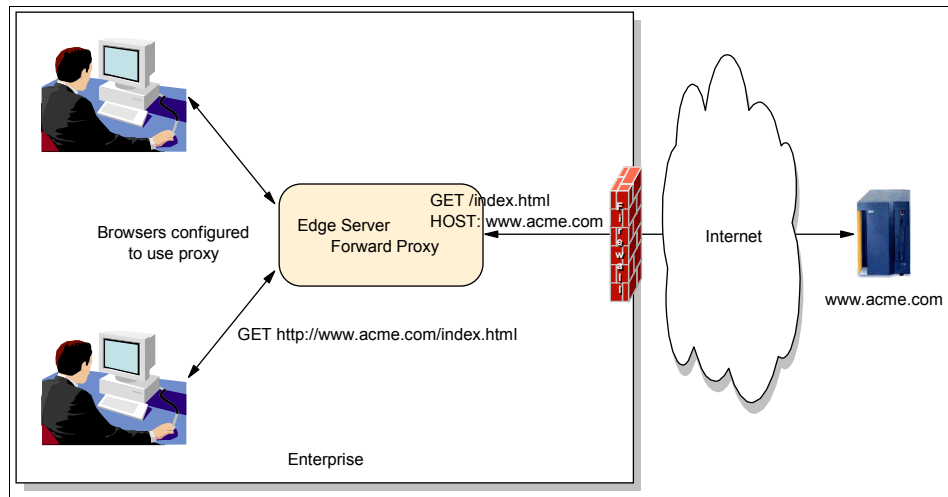 GET /index.html
HOST: www.acme.com
Edge Server
Forward Proxy
Browsers configured
to use proxy
GET http://www.acme.com/index.html
Enterprise
Firewall
Internet
www.acme.com